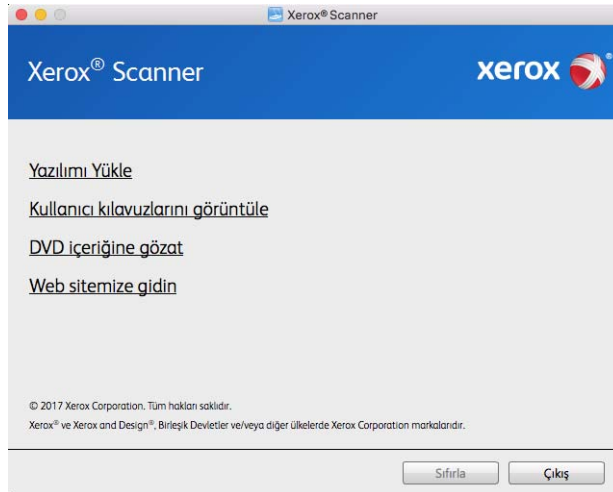 Xerox® Scanner
Xerox® Scanner
xerox ®
Yazılımı Yükle
Kullanıcı kılavuzlarını görüntüle
DVD içeriğine gözat
Web sitemize gidin
© 2017 Xerox Corporation. Tüm hakları saklıdır.
Xerox® ve Xerox and Design®, Birleşik Devletler ve/veya diğer ülkelerde Xerox Corporation markalarıdır.
Sıfırla
Çıkış